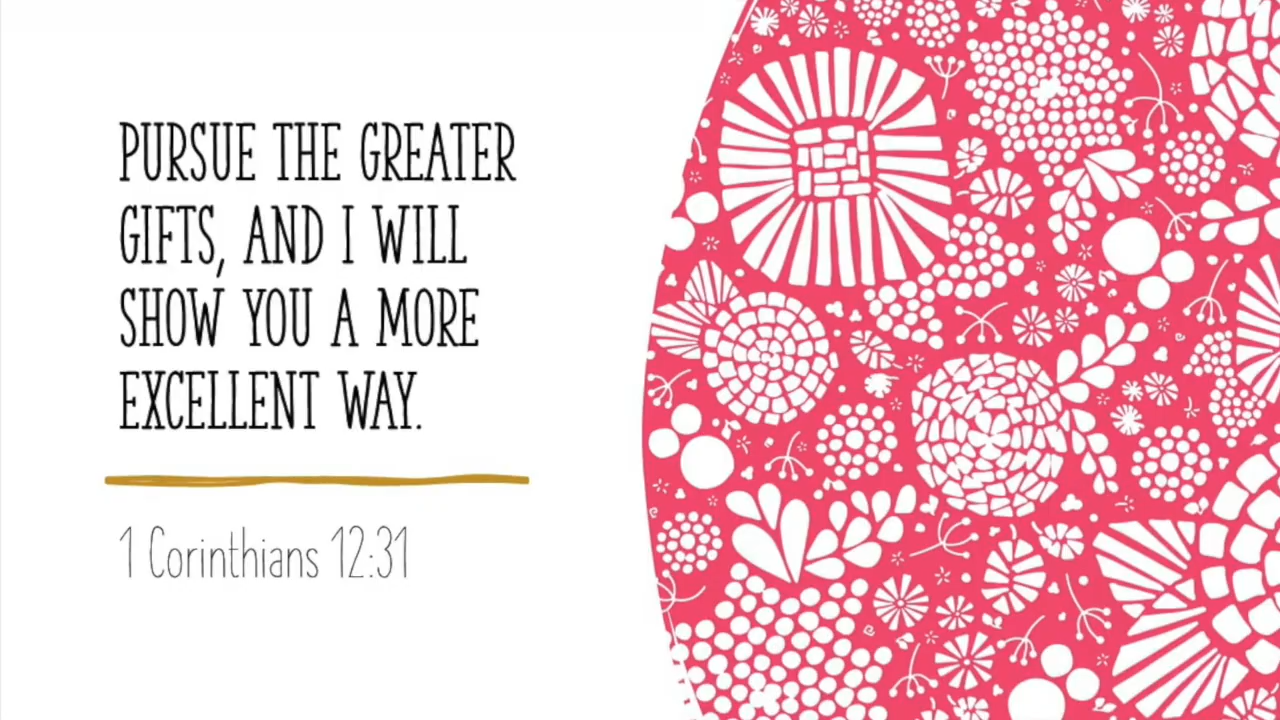 PURSUE THE GREATER
GIFTS, AND I WILL
SHOW YOU A MORE
EXCELLENT WAY.
1 Corinthians 12:31